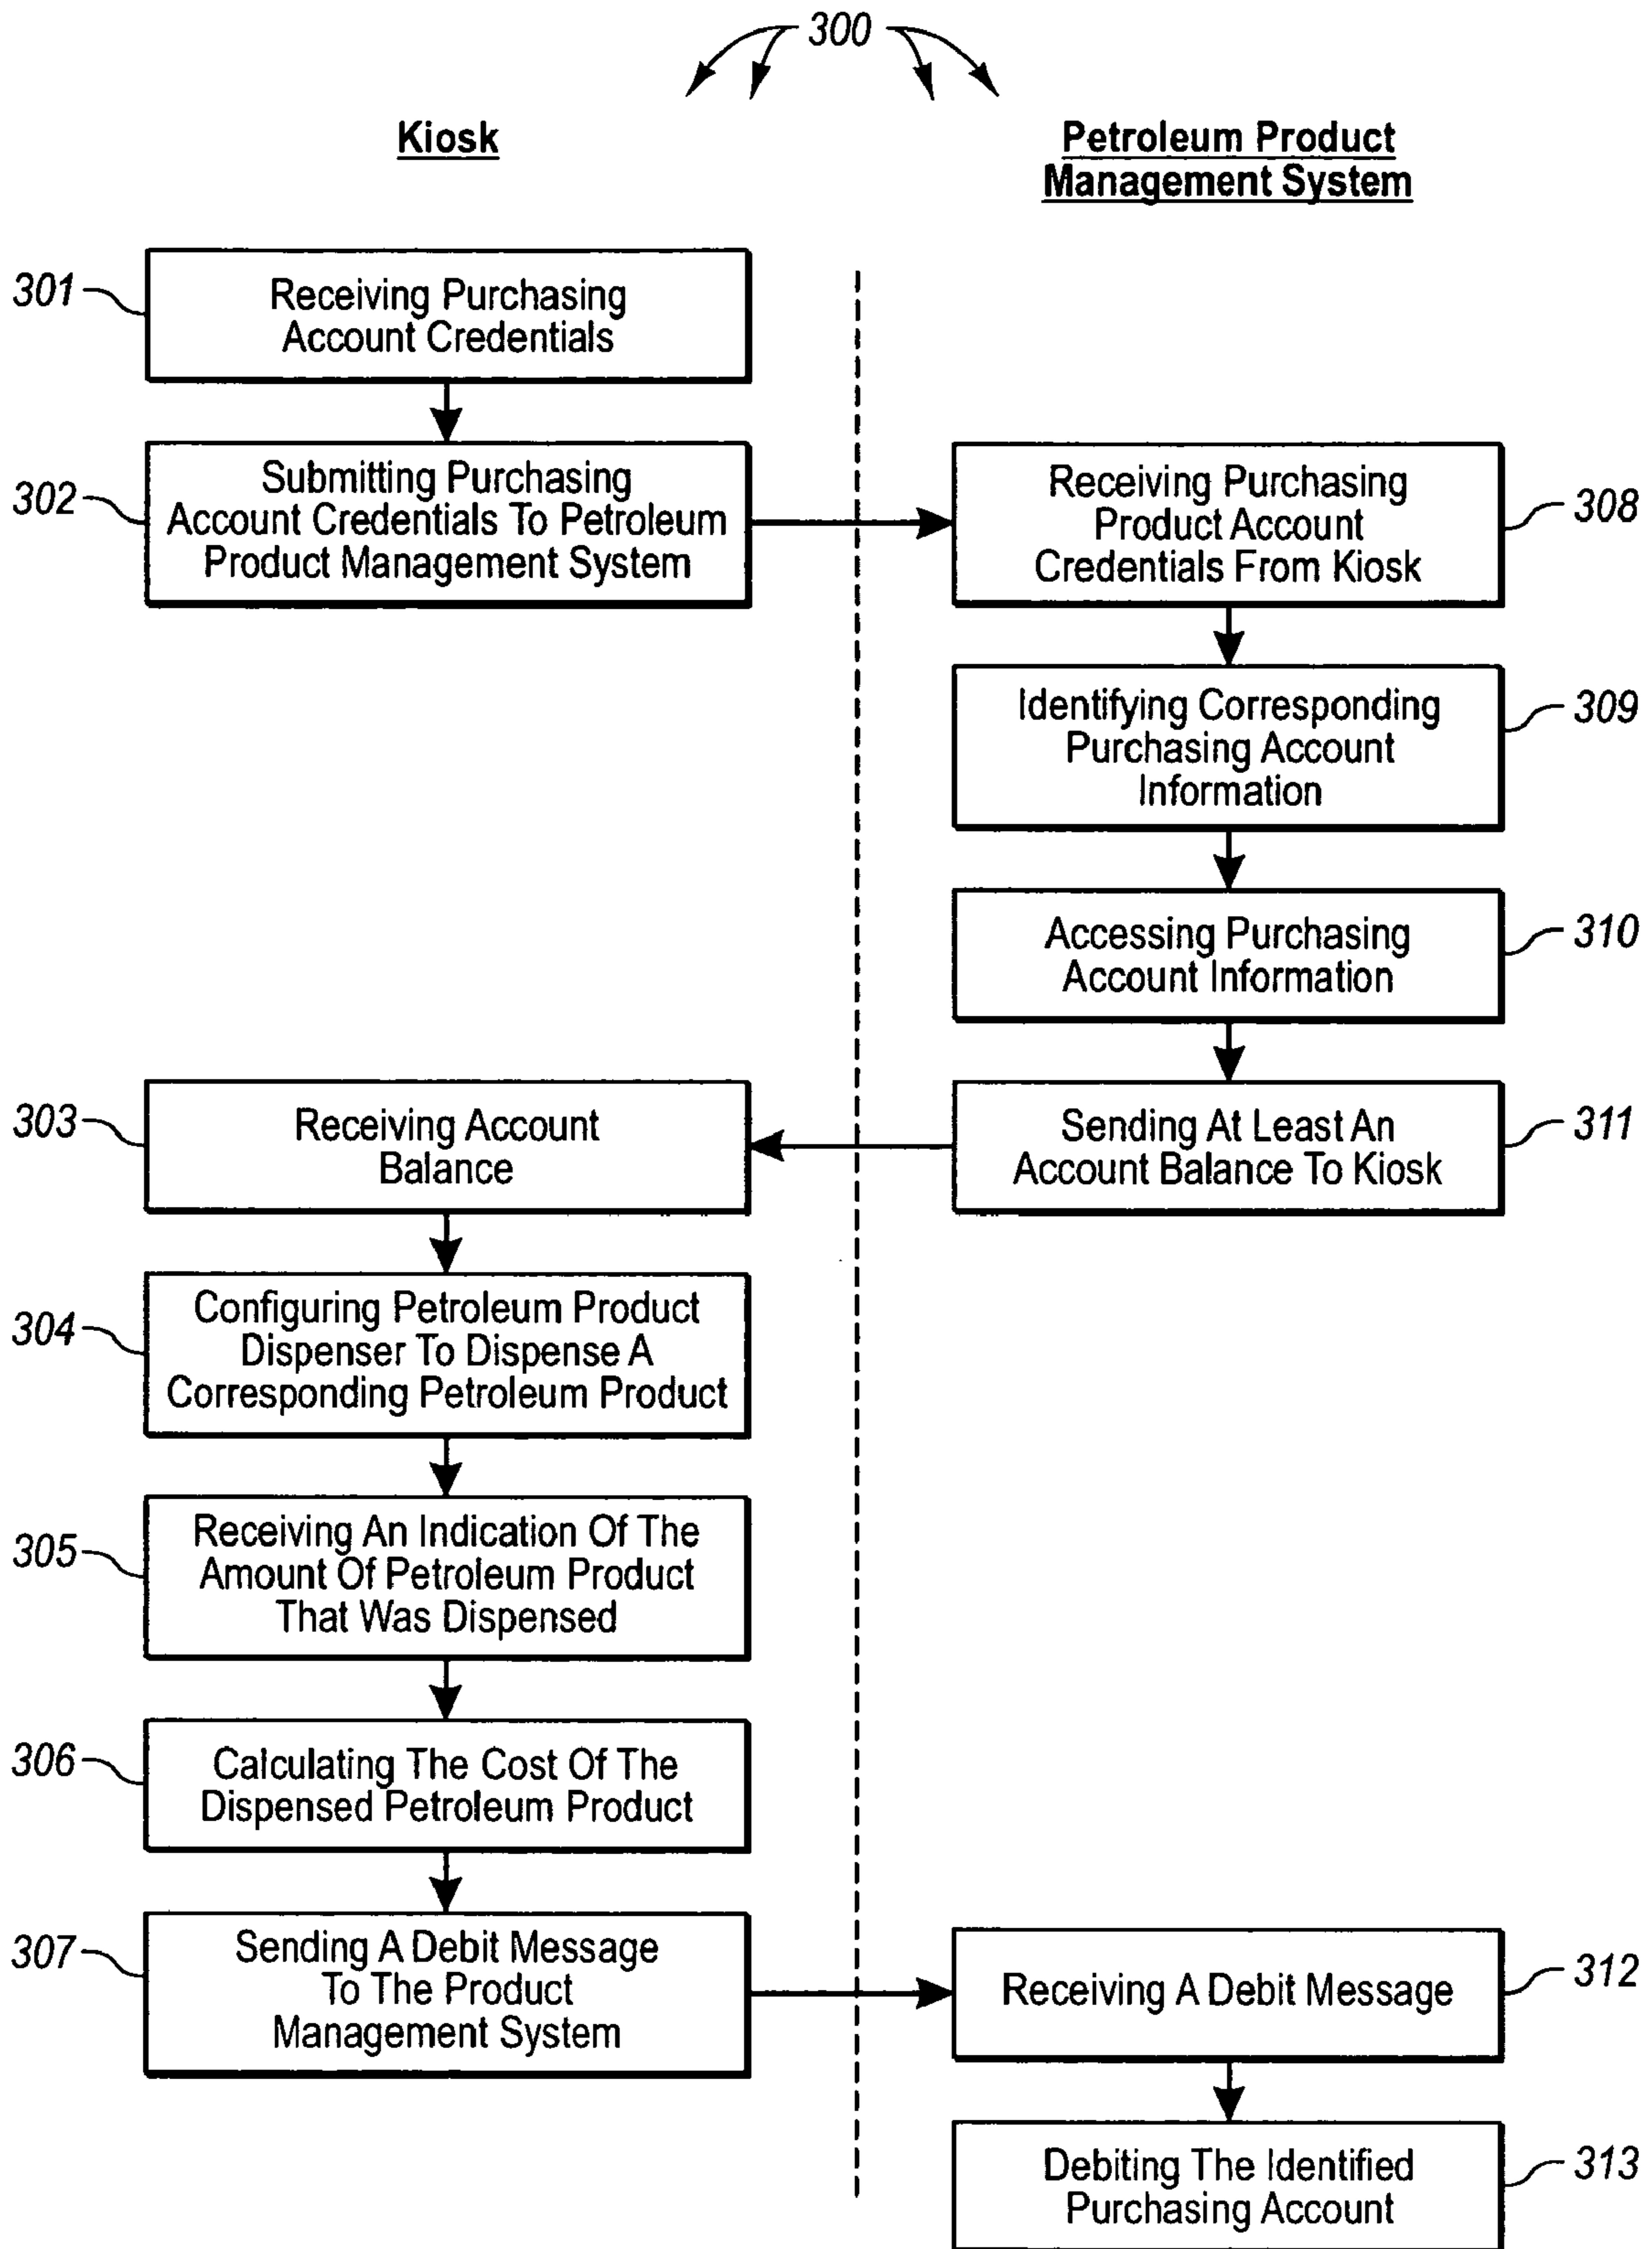 300
Kiosk
Petroleum Product
Management System
301
Receiving Purchasing
Account Credentials
302
Submitting Purchasing
Account Credentials To Petroleum
Product Management System
Receiving Purchasing
Product Account
Credentials From Kiosk
308
Identifying Corresponding
Purchasing Account
Information
309
Accessing Purchasing
Account Information
310
303
Receiving Account
Balance
Sending At Least An
Account Balance To Kiosk
311
304
Configuring Petroleum Product
Dispenser To Dispense A
Corresponding Petroleum Product
305
Receiving An Indication Of The
Amount Of Petroleum Product
That Was Dispensed
306
Calculating The Cost Of The
Dispensed Petroleum Product
307
Sending A Debit Message
To The Product
Management System
Receiving A Debit Message
312
Debiting The Identified
Purchasing Account
313